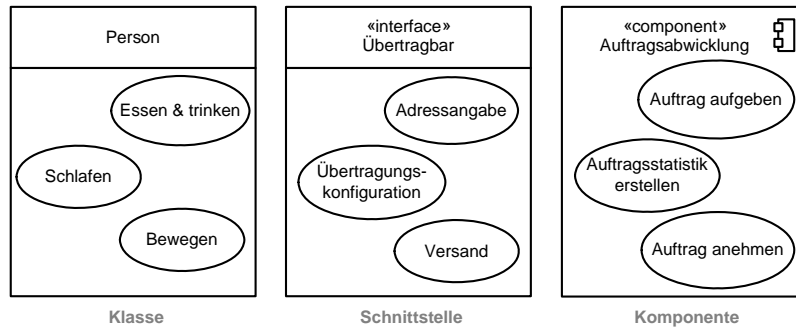 Person
Essen & trinken
Schlafen
Bewegen
Klasse
«interface»
Übertragbar
Adressangabe
Übertragungs-
konfiguration
Versand
Schnittstelle
«component»
Auftragsabwicklung
Auftrag aufgeben
Auftragsstatistik
erstellen
Auftrag anehmen
Komponente